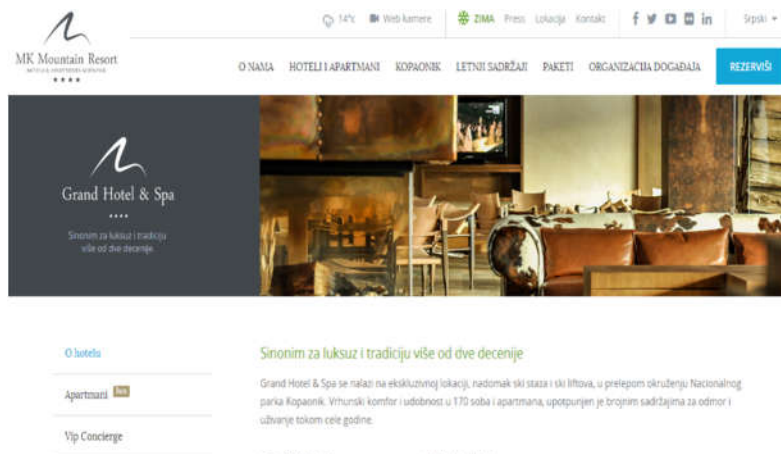 14°c Web kamere ZIMA Press Lokacija Kontakt Srpski
MK Mountain Resort
O NAMA HOTELI I APARTMANI KOPAONIK LETNJI SADRŽAJI PAKETI ORGANIZACIJA DOGAĐAJA REZERVIŠI
Grand Hotel & Spa
Sinonim za luksuz i tradiciju
više od dve decenije.
O hotelu
Apartmani
Vip Concierge
Sinonim za luksuz i tradiciju više od dve decenije
Grand Hotel & Spa se nalazi na ekskluzivnoj lokaciji, nadomak ski staza i ski liftova, u prelepom okruženju Nacionalnog
parka Kopaonik. Vrhunski komfor i udobnost u 170 soba i apartmana, upotpunjen je brojnim sadržajima za odmor i
uživanje tokom cele godine.